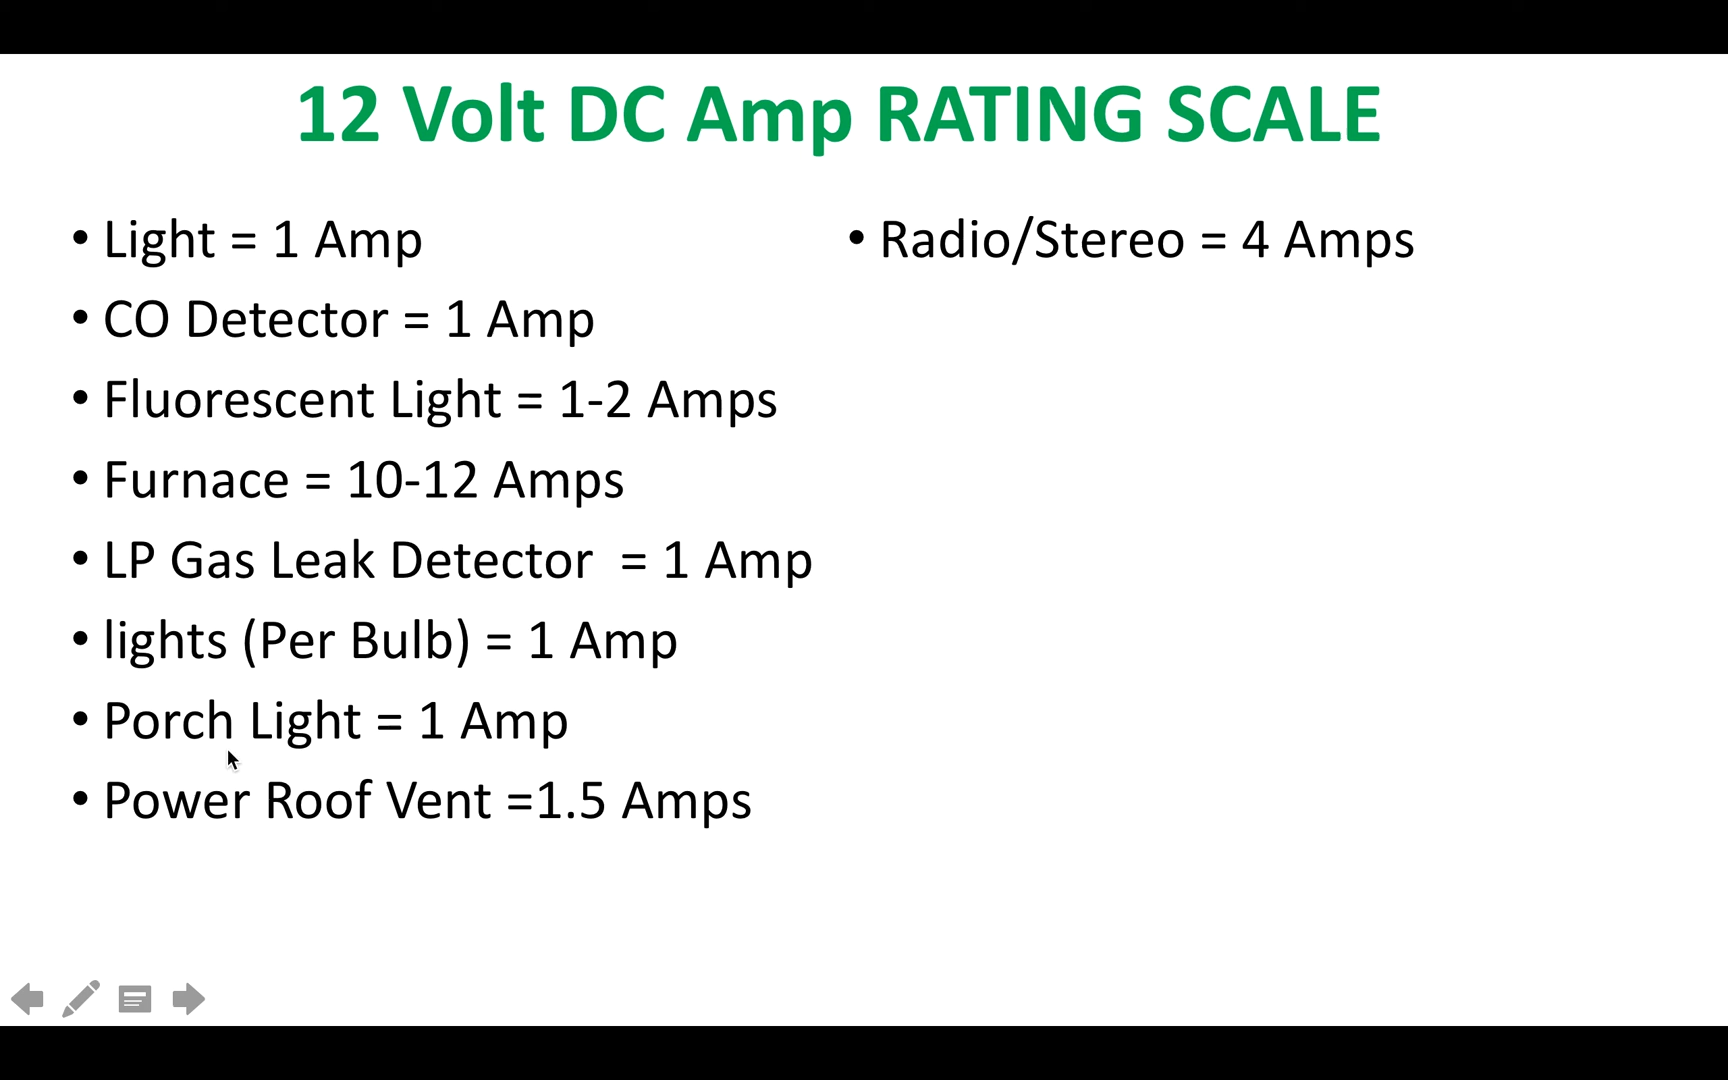 12 Volt DC Amp RATING SCALE
• Light = 1 Amp
• CO Detector = 1 Amp
• Fluorescent Light = 1-2 Amps
• Furnace = 10-12 Amps
• LP Gas Leak Detector  = 1 Amp
• lights (Per Bulb) = 1 Amp
• Porch Light = 1 Amp
• Power Roof Vent =1.5 Amps
• Radio/Stereo = 4 Amps